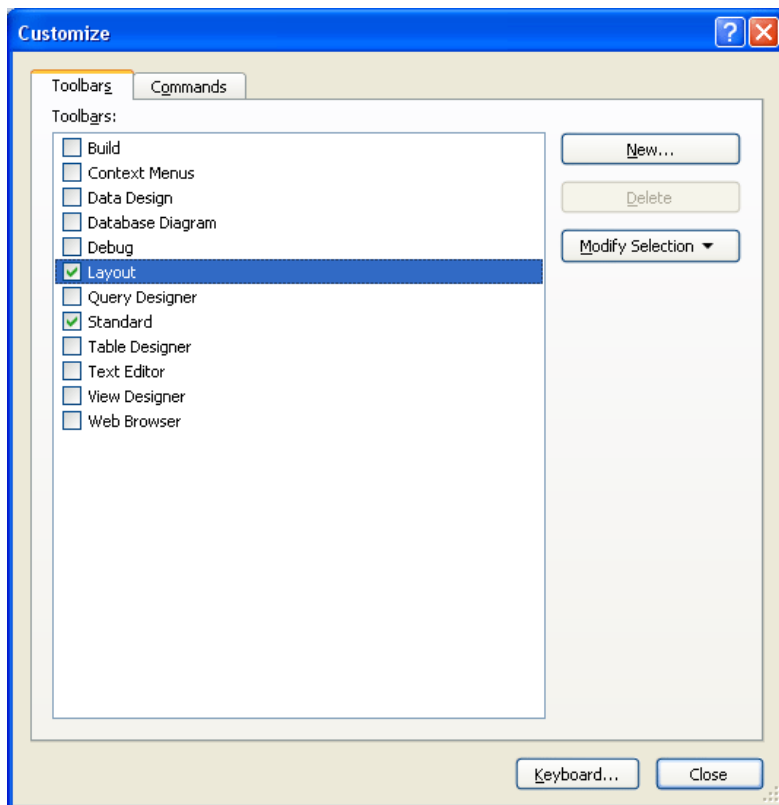 Customize
Toolbars
Commands
Toolbars:
Build
Context Menus
Data Design
Database Diagram
Debug
Layout
Query Designer
Standard
Table Designer
Text Editor
View Designer
Web Browser
New...
Delete
Modify Selection
Keyboard...
Close